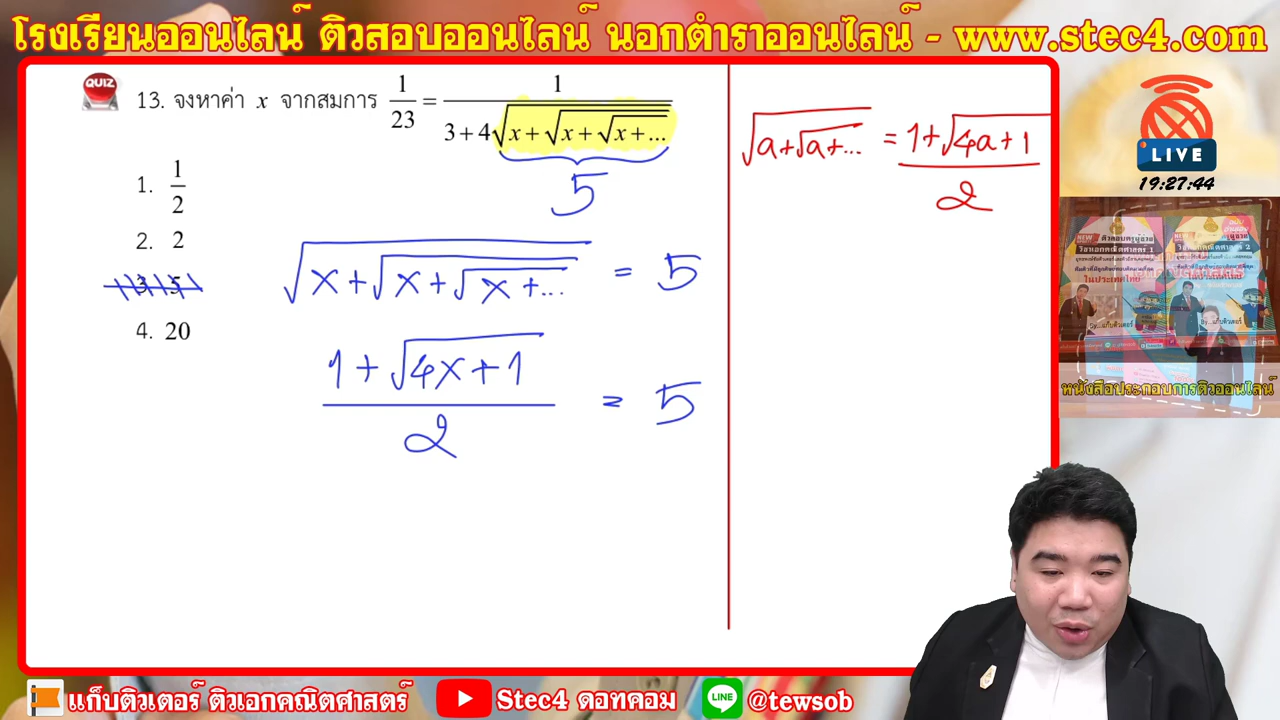 โรงเรียนออนไลน์ ติวสอบออนไลน์ นอกตำราออนไลน์ - www.stec4.com
QUIZ
13. จงหาค่า x จากสมการ 1/23 = 1/(3+4√(x+√(x+√(x+...))))
5
1. 1/2
2. 2
3. 5
4. 20
√(x+√(x+√(x+...))) = 5
(1+√(4x+1))/2 = 5
√(a+√(a+...)) = (1+√(4a+1))/2
LIVE
19:27:44
หนังสือประกอบการติวออนไลน์
แก๊บติวเตอร์ ติวเอกคณิตศาสตร์
Stec4 ดอทคอม
LINE
@tewsob